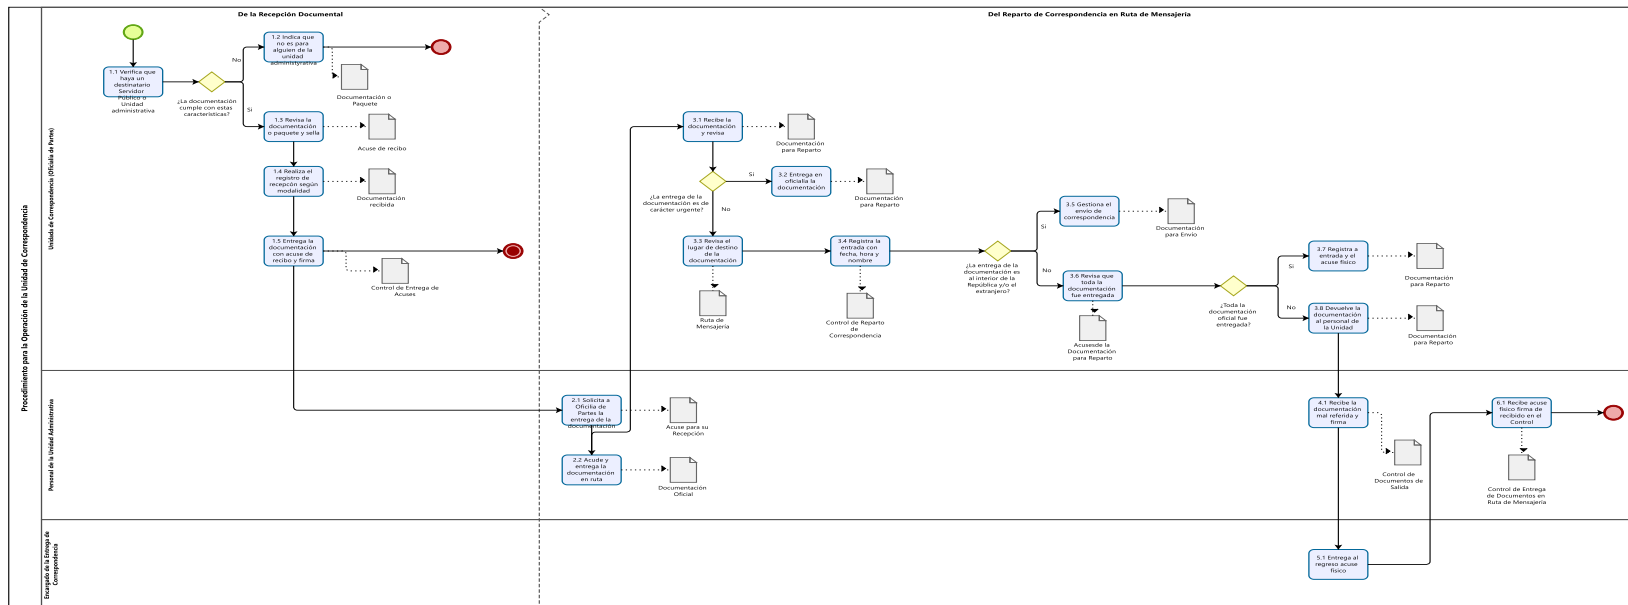 De la Recepción Documental
Del Reparto de Correspondencia en Ruta de Mensajería
Procedimiento para la Operación de la Unidad de Correspondencia
Unidada de Correspondencia (Oficialia de Partes)
1.1 Verifica que
haya un
destinatario
Servidor
Público o
Unidad
administrativa
¿La documentación
cumple con estas
características?
No
Si
1.2 Indica que
no es para
alguien de la
unidad
administyrativa
Documentación o
Paquete
1.3 Revisa la
documentación
o paquete y sella
Acuse de recibo
1.4 Realiza el
registro de
recepcón según
modalidad
Documentación
recibida
1.5 Entrega la
documentación
con acuse de
recibo y firma
Control de Entrega de
Acuses
3.1 Recibe la
documentación
y revisa
Documentación
para Reparto
¿La entrega de la
documentación es de
carácter urgente?
Si
No
3.2 Entrega en
oficialia la
documentación
Documentación
para Reparto
3.3 Revisa el
lugar de destino
de la
documentación
Ruta de
Mensajería
3.4 Registra la
entrada con
fecha, hora y
nombre
Control de Reparto
de
Correspondencia
¿La entrega de la
documentación es
al interior de la
República y/o el
extranjero?
Si
No
3.5 Gestiona el
envío de
correspondencia
Documentación
para Envío
3.6 Revisa que
toda la
documentación
fue entregada
Acusesde la
Documentación
para Reparto
¿Toda la
documentación
oficial fue
entregada?
Si
No
3.7 Registra a
entrada y el
acuse físico
Documentación
para Reparto
3.8 Devuelve la
documentación
al personal de
la Unidad
Documentación
para Reparto
Personal de la Unidad Administrativa
2.1 Solicita a
Oficilia de
Partes la
entrega de la
documentación
Acuse para su
Recepción
2.2 Acude y
entrega la
documentación
en ruta
Documentación
Oficial
4.1 Recibe la
documentación
mal referida y
firma
Control de
Documentos de
Salida
6.1 Recibe acuse
físico firma de
recibido en el
Control
Control de Entrega
de Documentos en
Ruta de Mensajería
Encargado de la Entrega de
Correspondencia
5.1 Entrega al
regreso acuse
físico